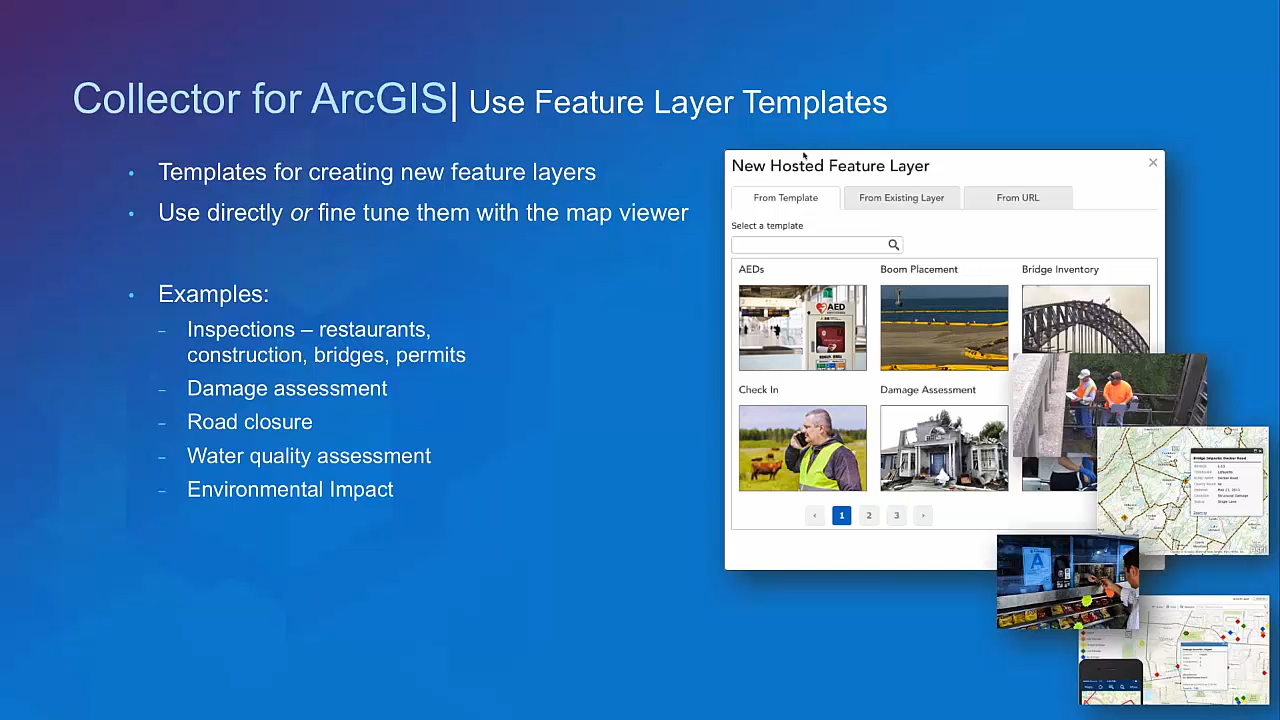 Collector for ArcGIS| Use Feature Layer Templates
• Templates for creating new feature layers
• Use directly or fine tune them with the map viewer
• Examples:
– Inspections – restaurants,
construction, bridges, permits
– Damage assessment
– Road closure
– Water quality assessment
– Environmental Impact
New Hosted Feature Layer
From Template From Existing Layer From URL
Select a template
AEDs Boom Placement Bridge Inventory
AED
Check In Damage Assessment
‹ 1 2 3 ›
A